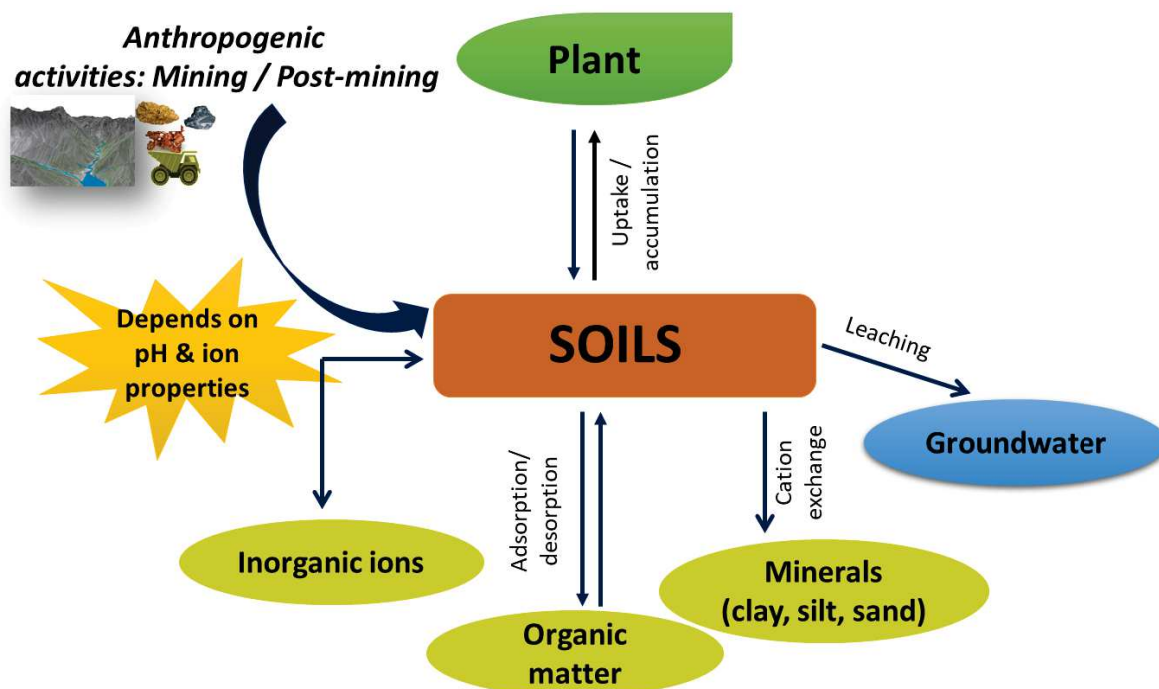 Anthropogenic
activities: Mining / Post-mining
Plant
Uptake /
accumulation
Depends on
pH & ion
properties
SOILS
Leaching
Groundwater
Adsorption/
desorption
Cation
exchange
Inorganic ions
Minerals
(clay, silt, sand)
Organic
matter